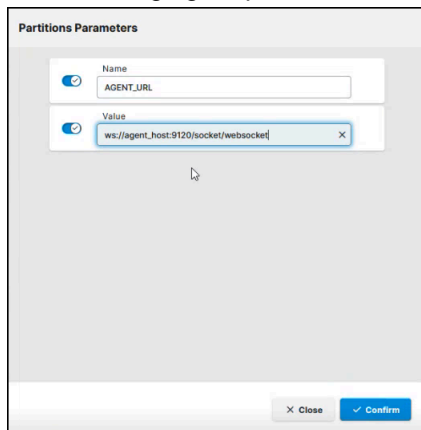 Partitions Parameters
Name
AGENT_URL
Value
ws://agent_host:9120/socket/websocket
Close
Confirm